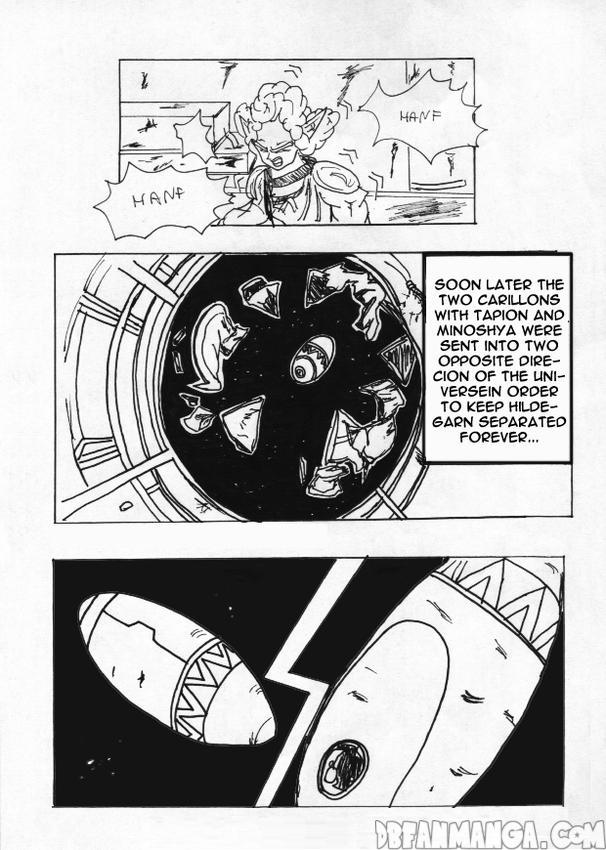 HANF
HANF
SOON LATER THE
TWO CARILLONS
WITH TAPION AND
MINOSHYA WERE
SENT INTO TWO
OPPOSITE DIRE-
CION OF THE UNI-
VERSEIN ORDER
TO KEEP HILDE-
GARN SEPARATED
FOREVER...
DBFANMANGA.COM